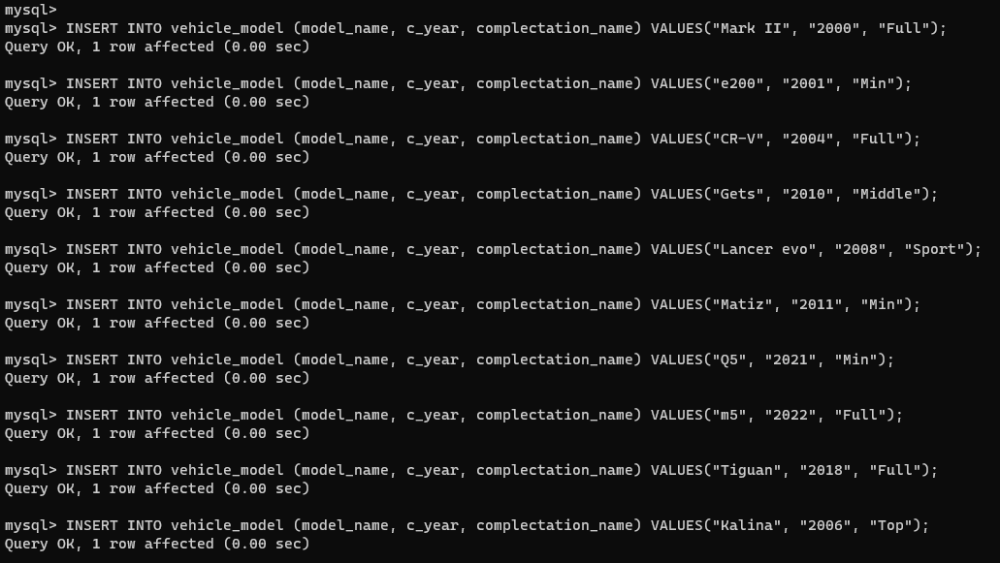 mysql>
mysql> INSERT INTO vehicle_model (model_name, c_year, complectation_name) VALUES("Mark II", "2000", "Full");
Query OK, 1 row affected (0.00 sec)
mysql> INSERT INTO vehicle_model (model_name, c_year, complectation_name) VALUES("e200", "2001", "Min");
Query OK, 1 row affected (0.00 sec)
mysql> INSERT INTO vehicle_model (model_name, c_year, complectation_name) VALUES("CR-V", "2004", "Full");
Query OK, 1 row affected (0.00 sec)
mysql> INSERT INTO vehicle_model (model_name, c_year, complectation_name) VALUES("Gets", "2010", "Middle");
Query OK, 1 row affected (0.00 sec)
mysql> INSERT INTO vehicle_model (model_name, c_year, complectation_name) VALUES("Lancer evo", "2008", "Sport");
Query OK, 1 row affected (0.00 sec)
mysql> INSERT INTO vehicle_model (model_name, c_year, complectation_name) VALUES("Matiz", "2011", "Min");
Query OK, 1 row affected (0.00 sec)
mysql> INSERT INTO vehicle_model (model_name, c_year, complectation_name) VALUES("Q5", "2021", "Min");
Query OK, 1 row affected (0.00 sec)
mysql> INSERT INTO vehicle_model (model_name, c_year, complectation_name) VALUES("m5", "2022", "Full");
Query OK, 1 row affected (0.00 sec)
mysql> INSERT INTO vehicle_model (model_name, c_year, complectation_name) VALUES("Tiguan", "2018", "Full");
Query OK, 1 row affected (0.00 sec)
mysql> INSERT INTO vehicle_model (model_name, c_year, complectation_name) VALUES("Kalina", "2006", "Top");
Query OK, 1 row affected (0.00 sec)